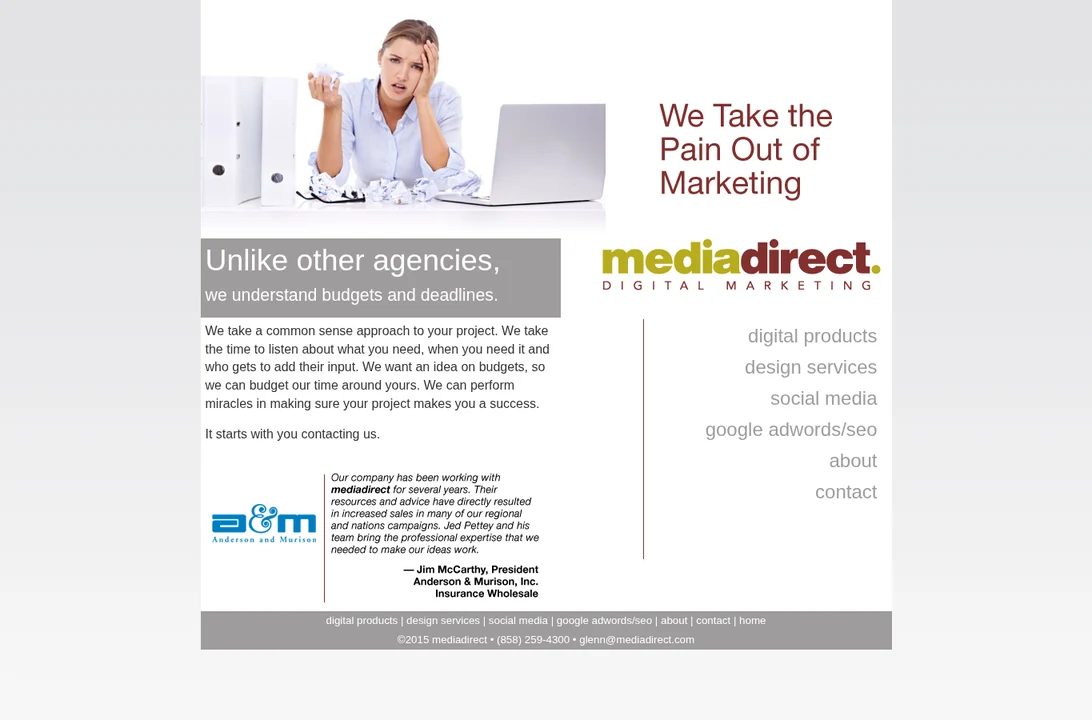 We Take the
Pain Out of
Marketing
Unlike other agencies,
we understand budgets and deadlines.
mediadirect.
DIGITAL MARKETING
We take a common sense approach to your project. We take
the time to listen about what you need, when you need it and
who gets to add their input. We want an idea on budgets, so
we can budget our time around yours. We can perform
miracles in making sure your project makes you a success.
It starts with you contacting us.
digital products
design services
social media
google adwords/seo
about
contact
a&m
Anderson and Murison
Our company has been working with
mediadirect for several years. Their
resources and advice have directly resulted
in increased sales in many of our regional
and nations campaigns. Jed Pettey and his
team bring the professional expertise that we
needed to make our ideas work.
— Jim McCarthy, President
Anderson & Murison, Inc.
Insurance Wholesale
digital products | design services | social media | google adwords/seo | about | contact | home
©2015 mediadirect • (858) 259-4300 • glenn@mediadirect.com